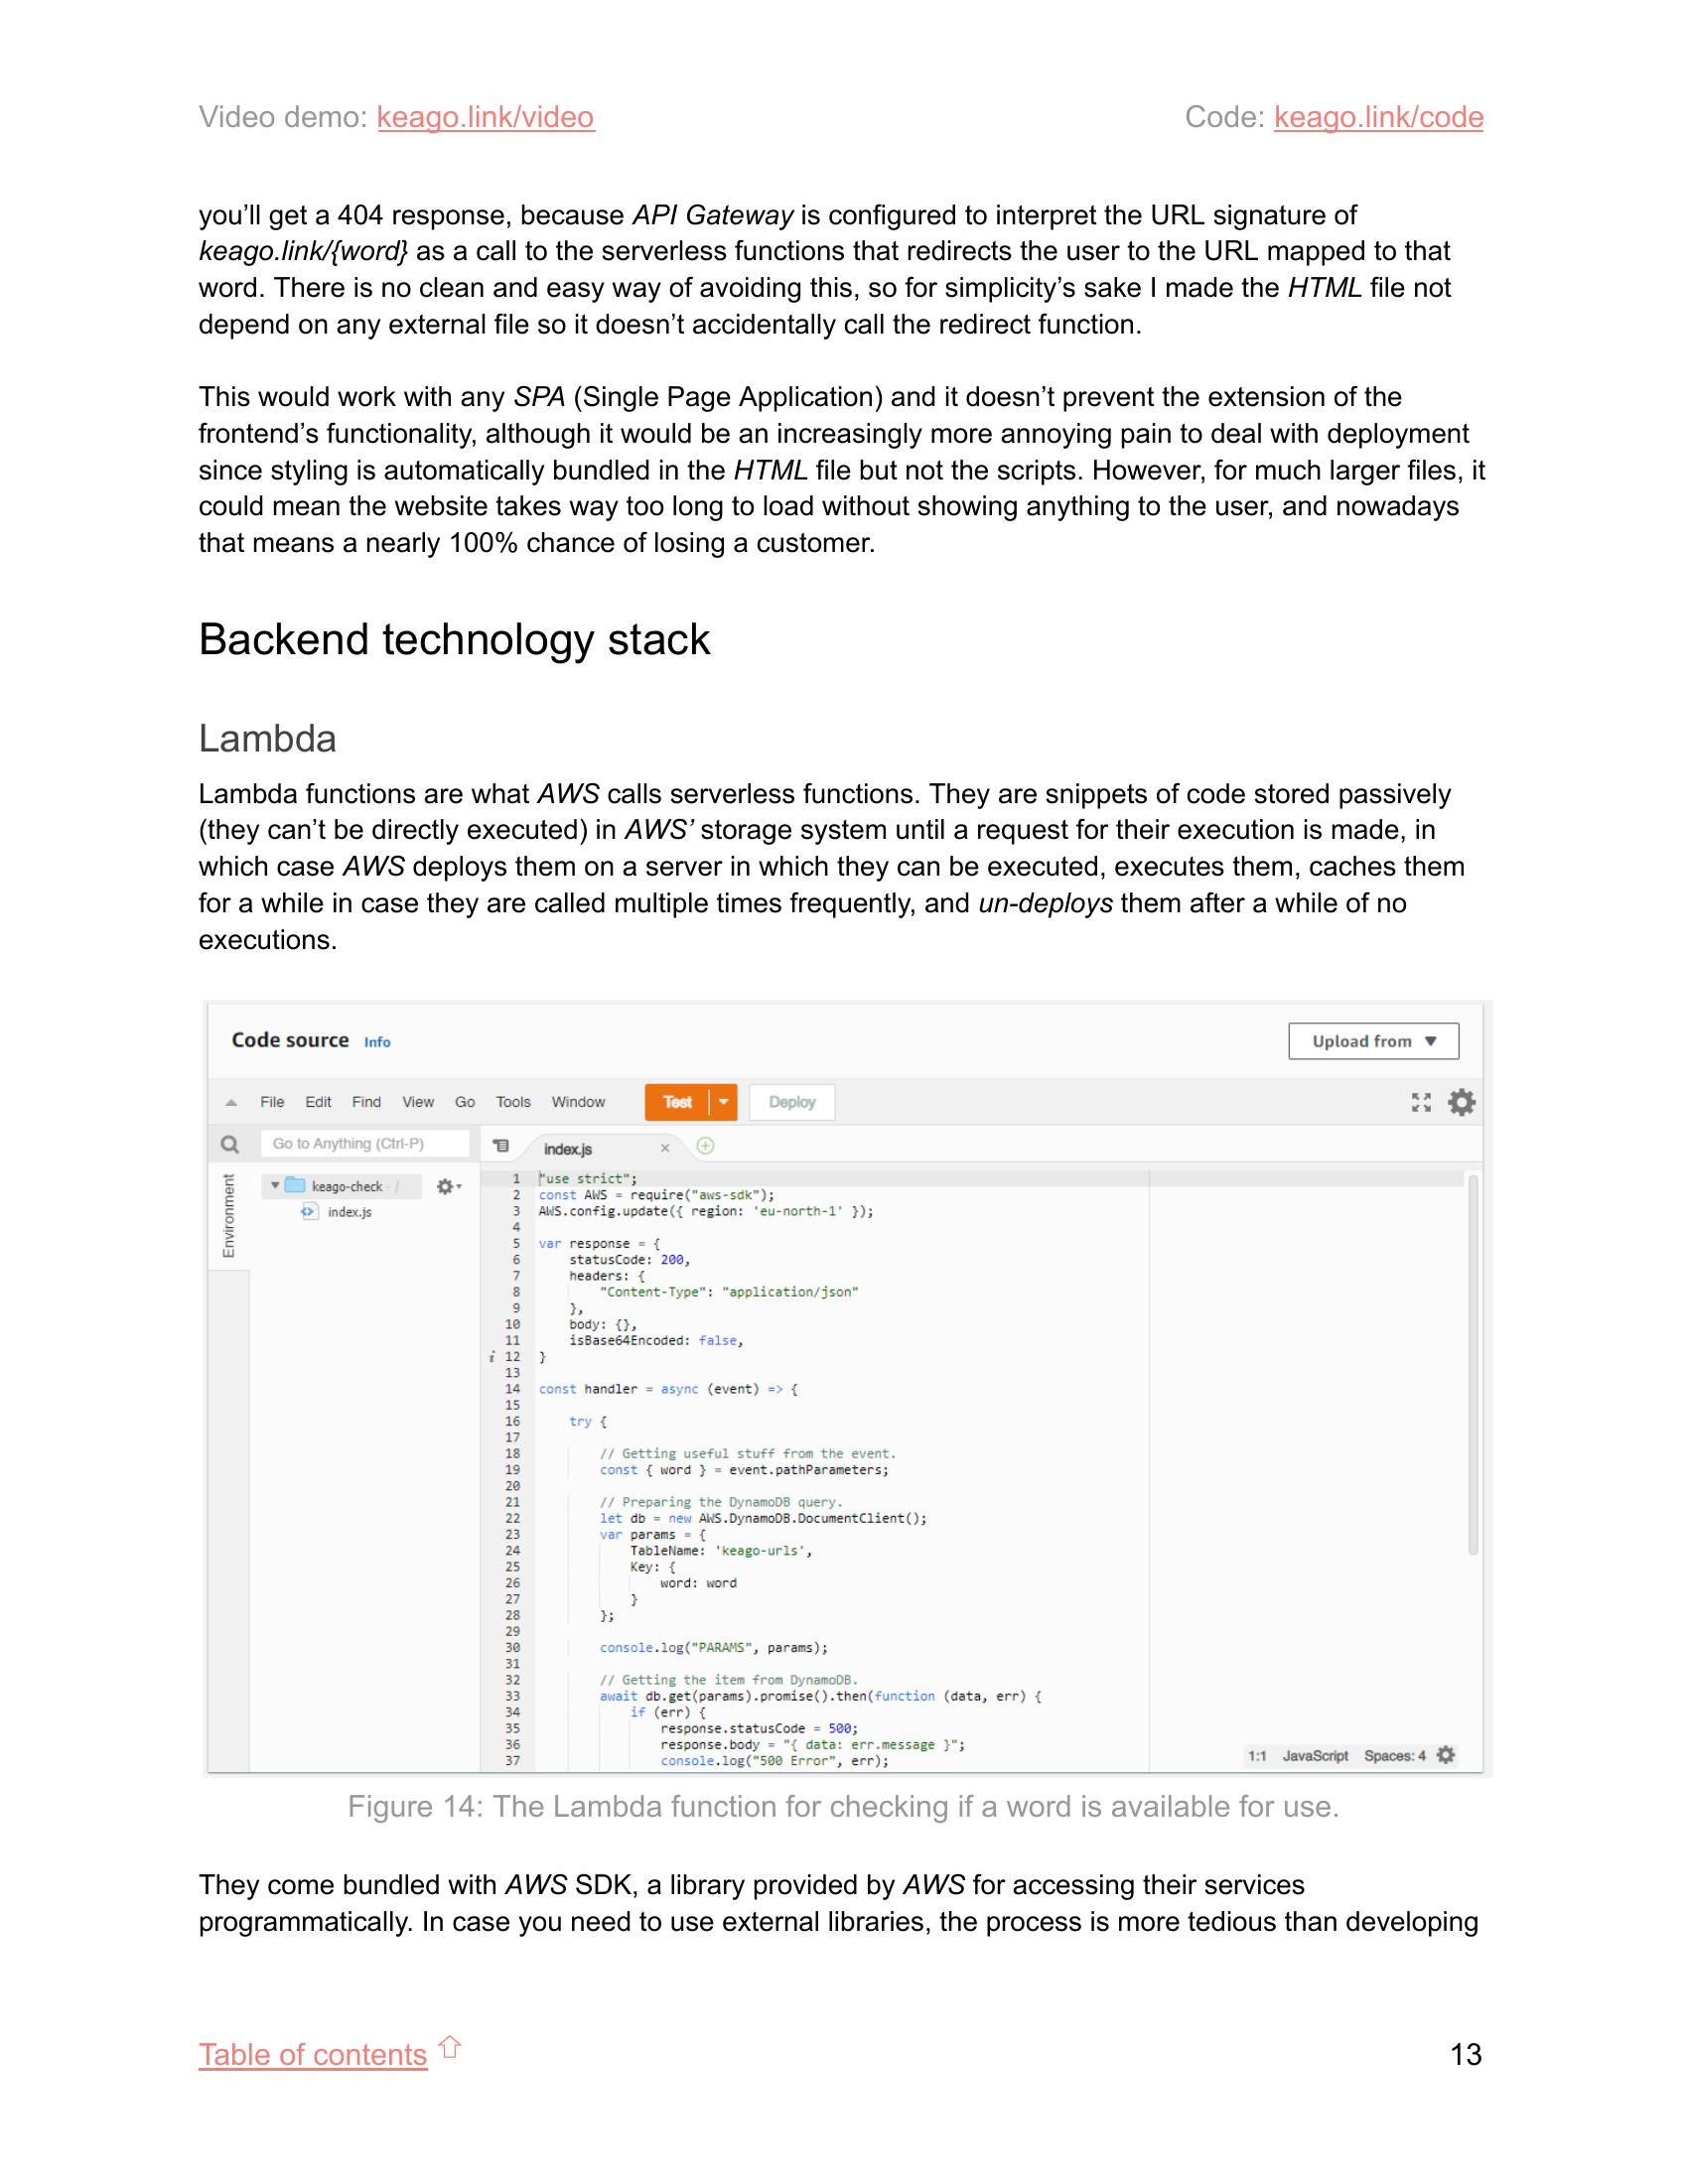 Video demo: keago.link/video Code: keago.link/code
you’ll get a 404 response, because API Gateway is configured to interpret the URL signature of
keago.link/{word} as a call to the serverless functions that redirects the user to the URL mapped to that
word. There is no clean and easy way of avoiding this, so for simplicity’s sake I made the HTML file not
depend on any external file so it doesn’t accidentally call the redirect function.
This would work with any SPA (Single Page Application) and it doesn’t prevent the extension of the
frontend’s functionality, although it would be an increasingly more annoying pain to deal with deployment
since styling is automatically bundled in the HTML file but not the scripts. However, for much larger files, it
could mean the website takes way too long to load without showing anything to the user, and nowadays
that means a nearly 100% chance of losing a customer.
Backend technology stack
Lambda
Lambda functions are what AWS calls serverless functions. They are snippets of code stored passively
(they can’t be directly executed) in AWS’ storage system until a request for their execution is made, in
which case AWS deploys them on a server in which they can be executed, executes them, caches them
for a while in case they are called multiple times frequently, and un-deploys them after a while of no
executions.
Code source Info Upload from
File Edit Find View Go Tools Window Test Deploy
Go to Anything (Ctrl-P) index.js
Environment
keago-check - /
index.js
1 "use strict";
2 const AWS = require("aws-sdk");
3 AWS.config.update({ region: 'eu-north-1' });
4
5 var response = {
6 statusCode: 200,
7 headers: {
8 "Content-Type": "application/json"
9 },
10 body: {},
11 isBase64Encoded: false,
12 }
13
14 const handler = async (event) => {
15
16 try {
17
18 // Getting useful stuff from the event.
19 const { word } = event.pathParameters;
20
21 // Preparing the DynamoDB query.
22 let db = new AWS.DynamoDB.DocumentClient();
23 var params = {
24 TableName: 'keago-urls',
25 Key: {
26 word: word
27 }
28 };
29
30 console.log("PARAMS", params);
31
32 // Getting the item from DynamoDB.
33 await db.get(params).promise().then(function (data, err) {
34 if (err) {
35 response.statusCode = 500;
36 response.body = "{ data: err.message }";
37 console.log("500 Error", err);
1:1 JavaScript Spaces: 4
Figure 14: The Lambda function for checking if a word is available for use.
They come bundled with AWS SDK, a library provided by AWS for accessing their services
programmatically. In case you need to use external libraries, the process is more tedious than developing
Table of contents ⇧ 13